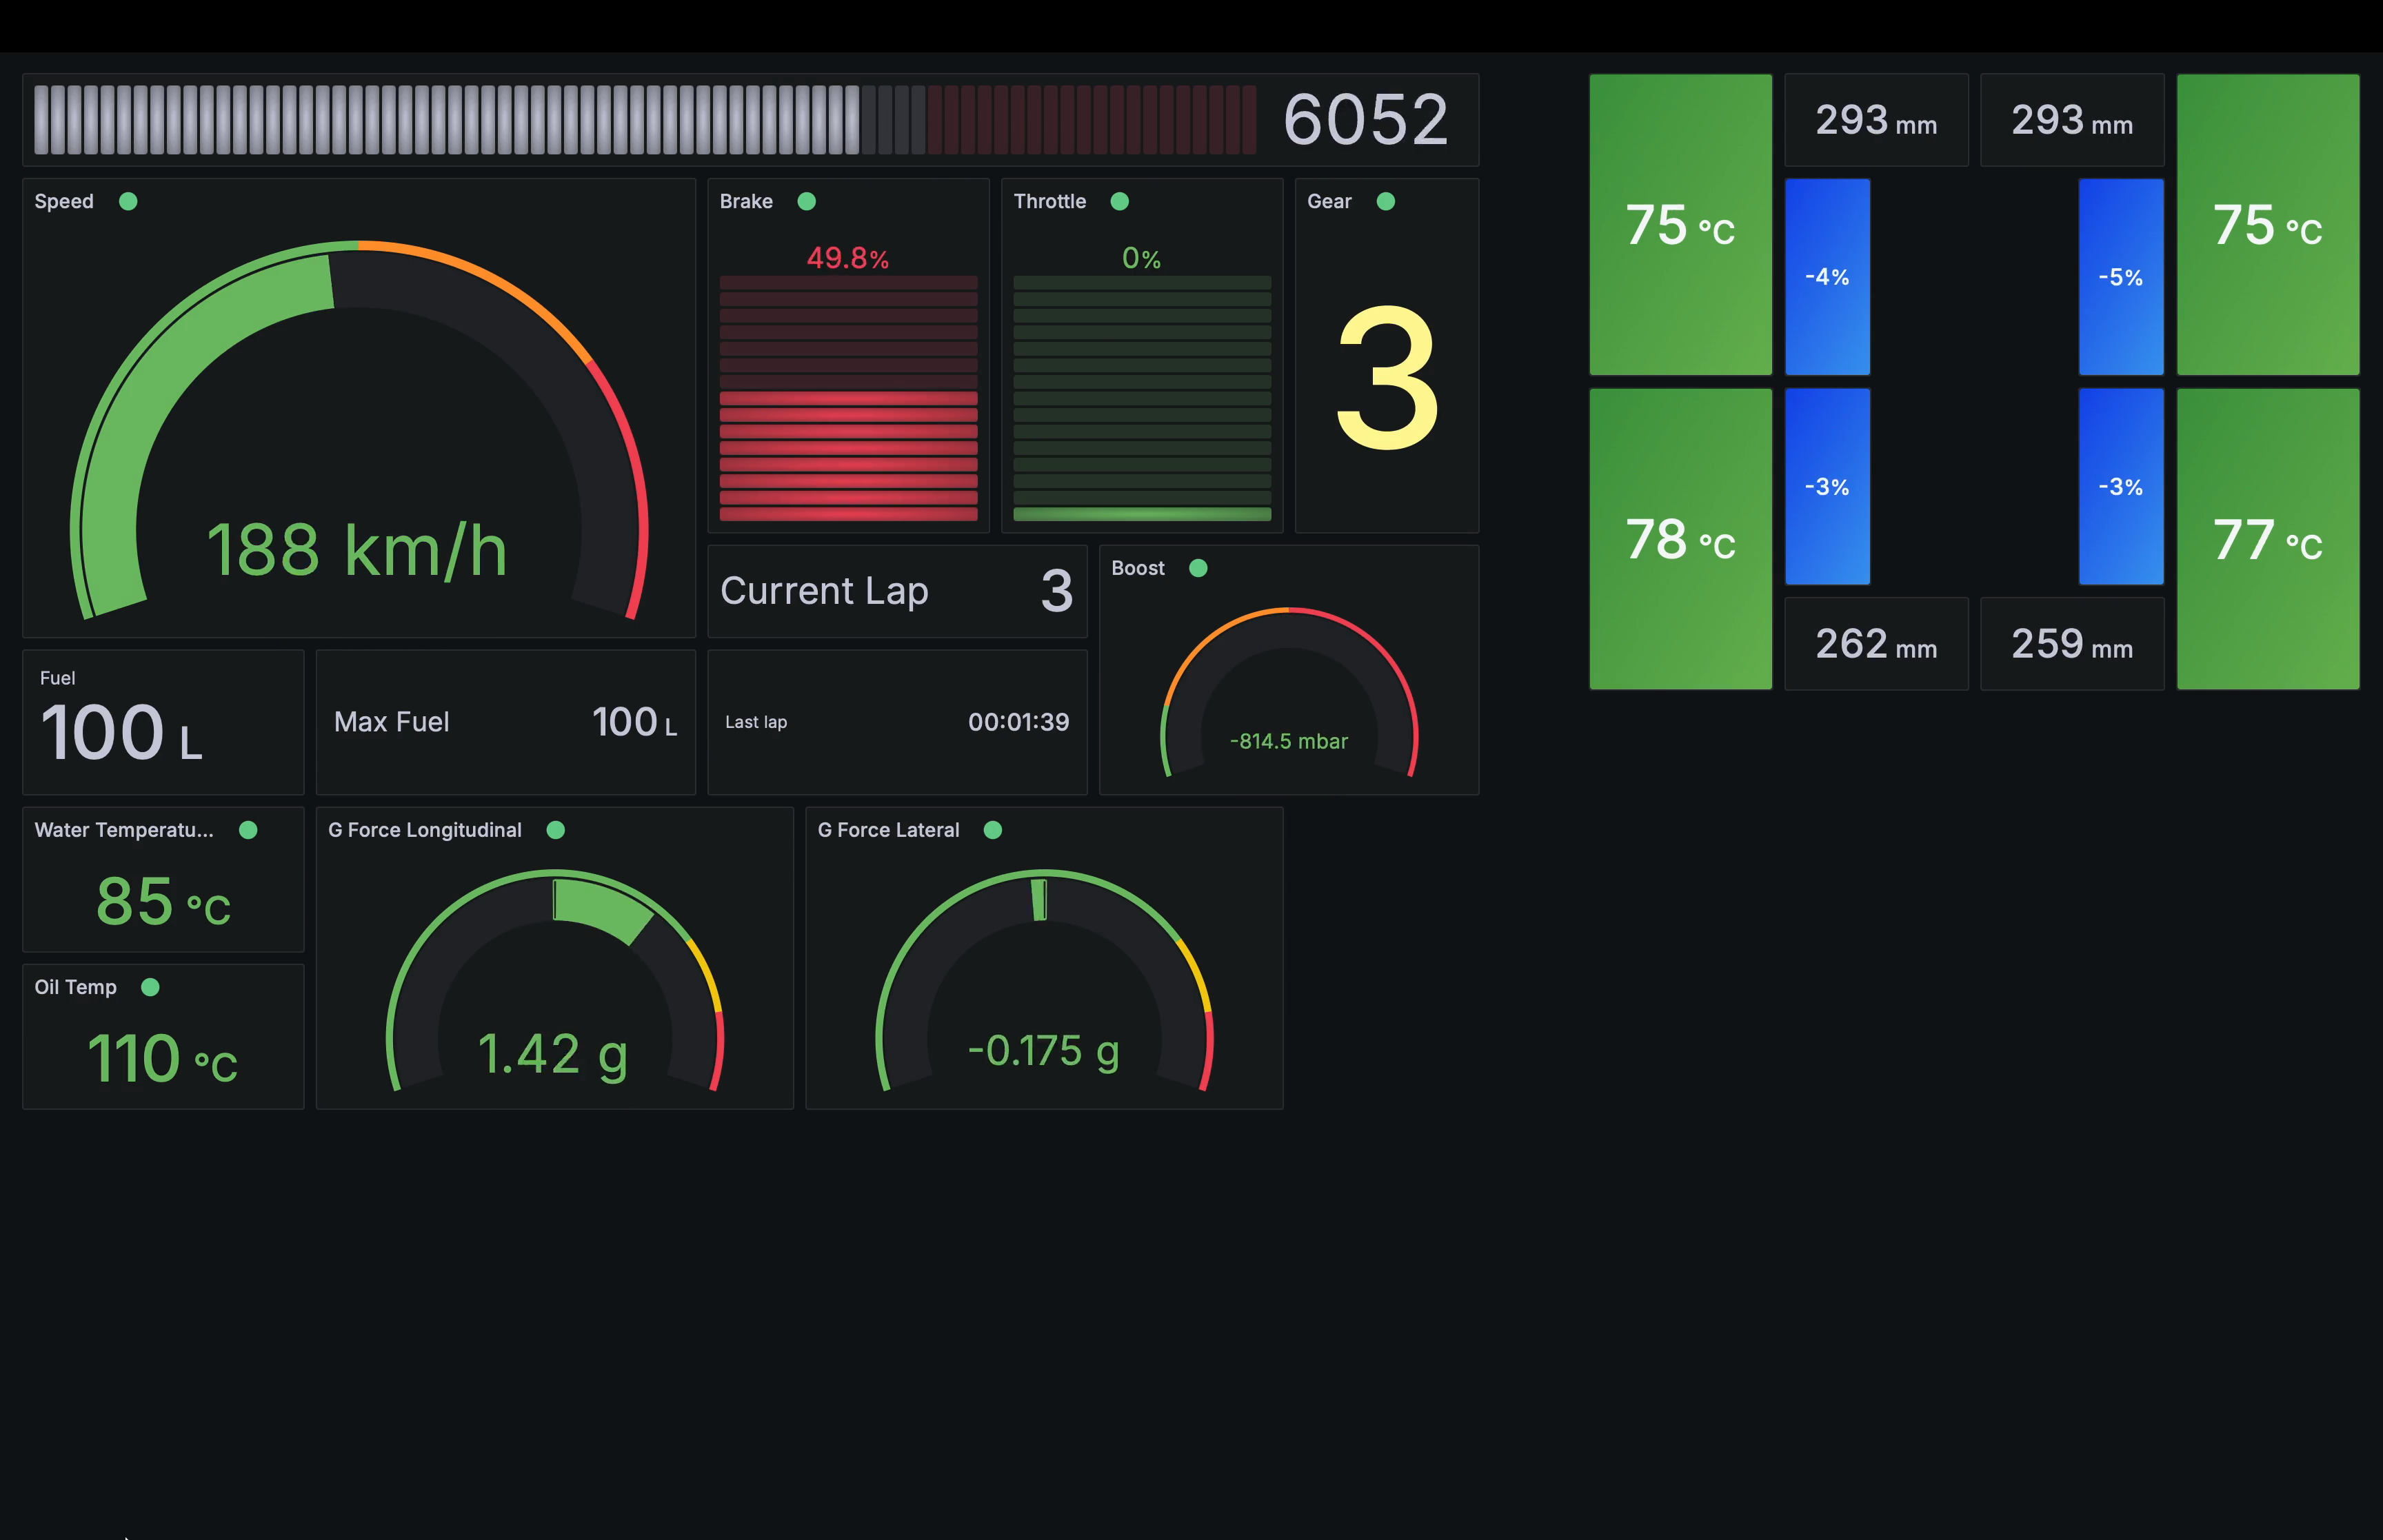 6052
Speed
188 km/h
Brake
49.8%
Throttle
0%
Gear
3
Current Lap 3
Boost
-814.5 mbar
Fuel
100 L
Max Fuel 100 L
Last lap 00:01:39
Water Temperatu...
85 °C
Oil Temp
110 °C
G Force Longitudinal
1.42 g
G Force Lateral
-0.175 g
293 mm 293 mm
75 °C -4% -5% 75 °C
78 °C -3% -3% 77 °C
262 mm 259 mm